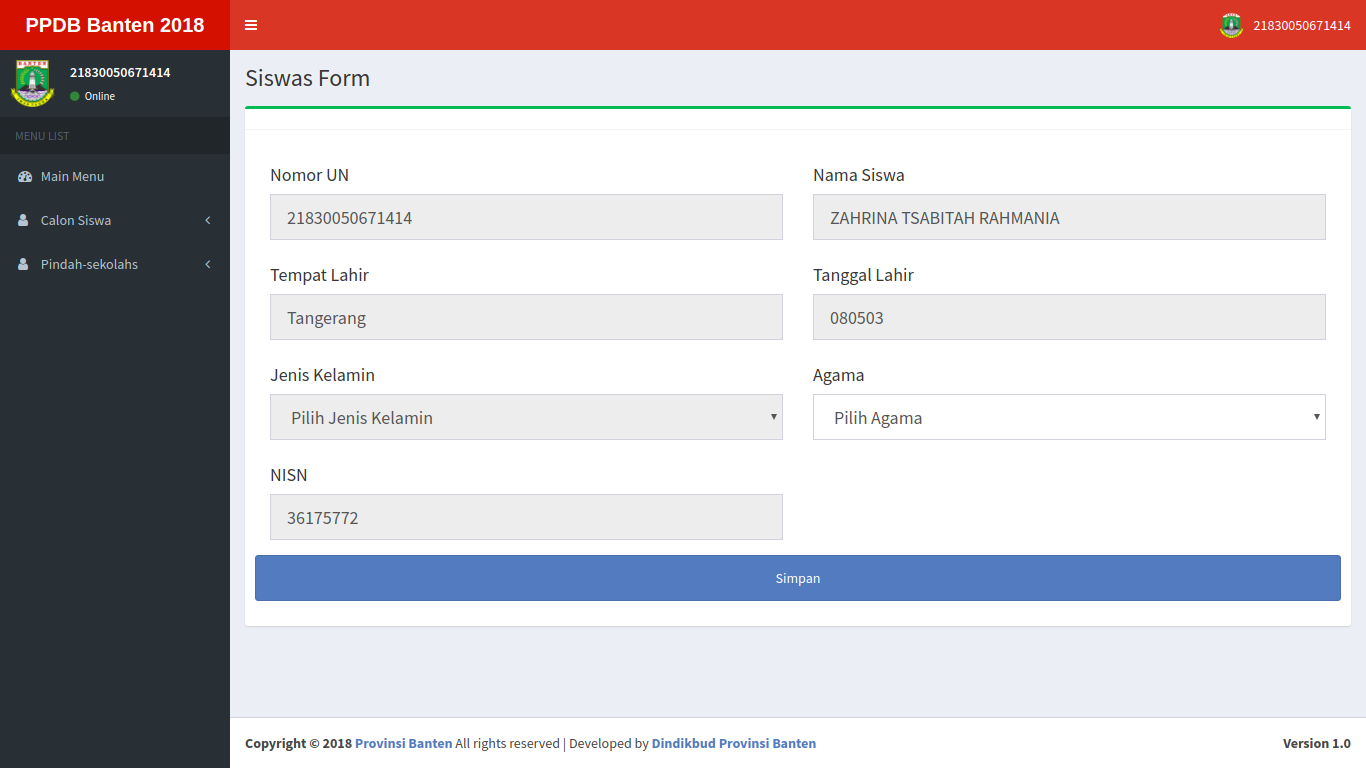 PPDB Banten 2018
21830050671414
21830050671414
Online
MENU LIST
Main Menu
Calon Siswa
Pindah-sekolahs
Siswas Form
Nomor UN
Nama Siswa
21830050671414
ZAHRINA TSABITAH RAHMANIA
Tempat Lahir
Tanggal Lahir
Tangerang
080503
Jenis Kelamin
Agama
Pilih Jenis Kelamin
Pilih Agama
NISN
36175772
Simpan
Copyright © 2018 Provinsi Banten All rights reserved | Developed by Dindikbud Provinsi Banten
Version 1.0